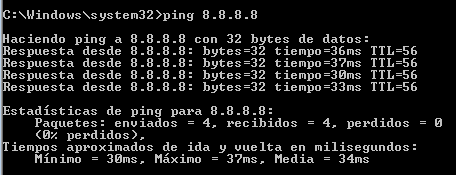 C:\Windows\system32>ping 8.8.8.8
Haciendo ping a 8.8.8.8 con 32 bytes de datos:
Respuesta desde 8.8.8.8: bytes=32 tiempo=36ms TTL=56
Respuesta desde 8.8.8.8: bytes=32 tiempo=37ms TTL=56
Respuesta desde 8.8.8.8: bytes=32 tiempo=30ms TTL=56
Respuesta desde 8.8.8.8: bytes=32 tiempo=33ms TTL=56
Estadísticas de ping para 8.8.8.8:
Paquetes: enviados = 4, recibidos = 4, perdidos = 0
(0% perdidos),
Tiempos aproximados de ida y vuelta en milisegundos:
Mínimo = 30ms, Máximo = 37ms, Media = 34ms